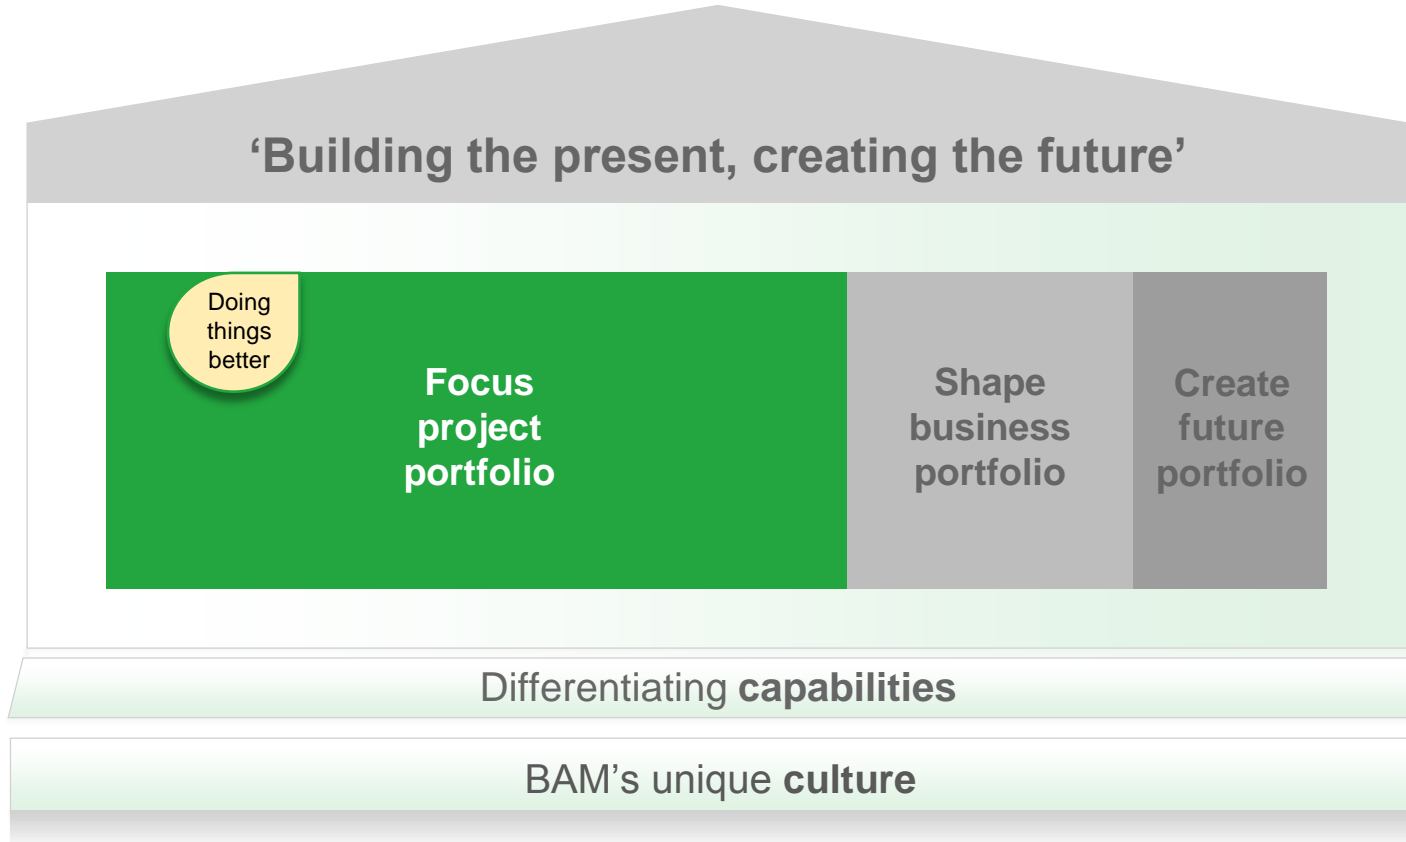 ‘Building the present, creating the future’
Doing
things
better
Focus
project
portfolio
Shape
business
portfolio
Create
future
portfolio
Differentiating capabilities
BAM’s unique culture